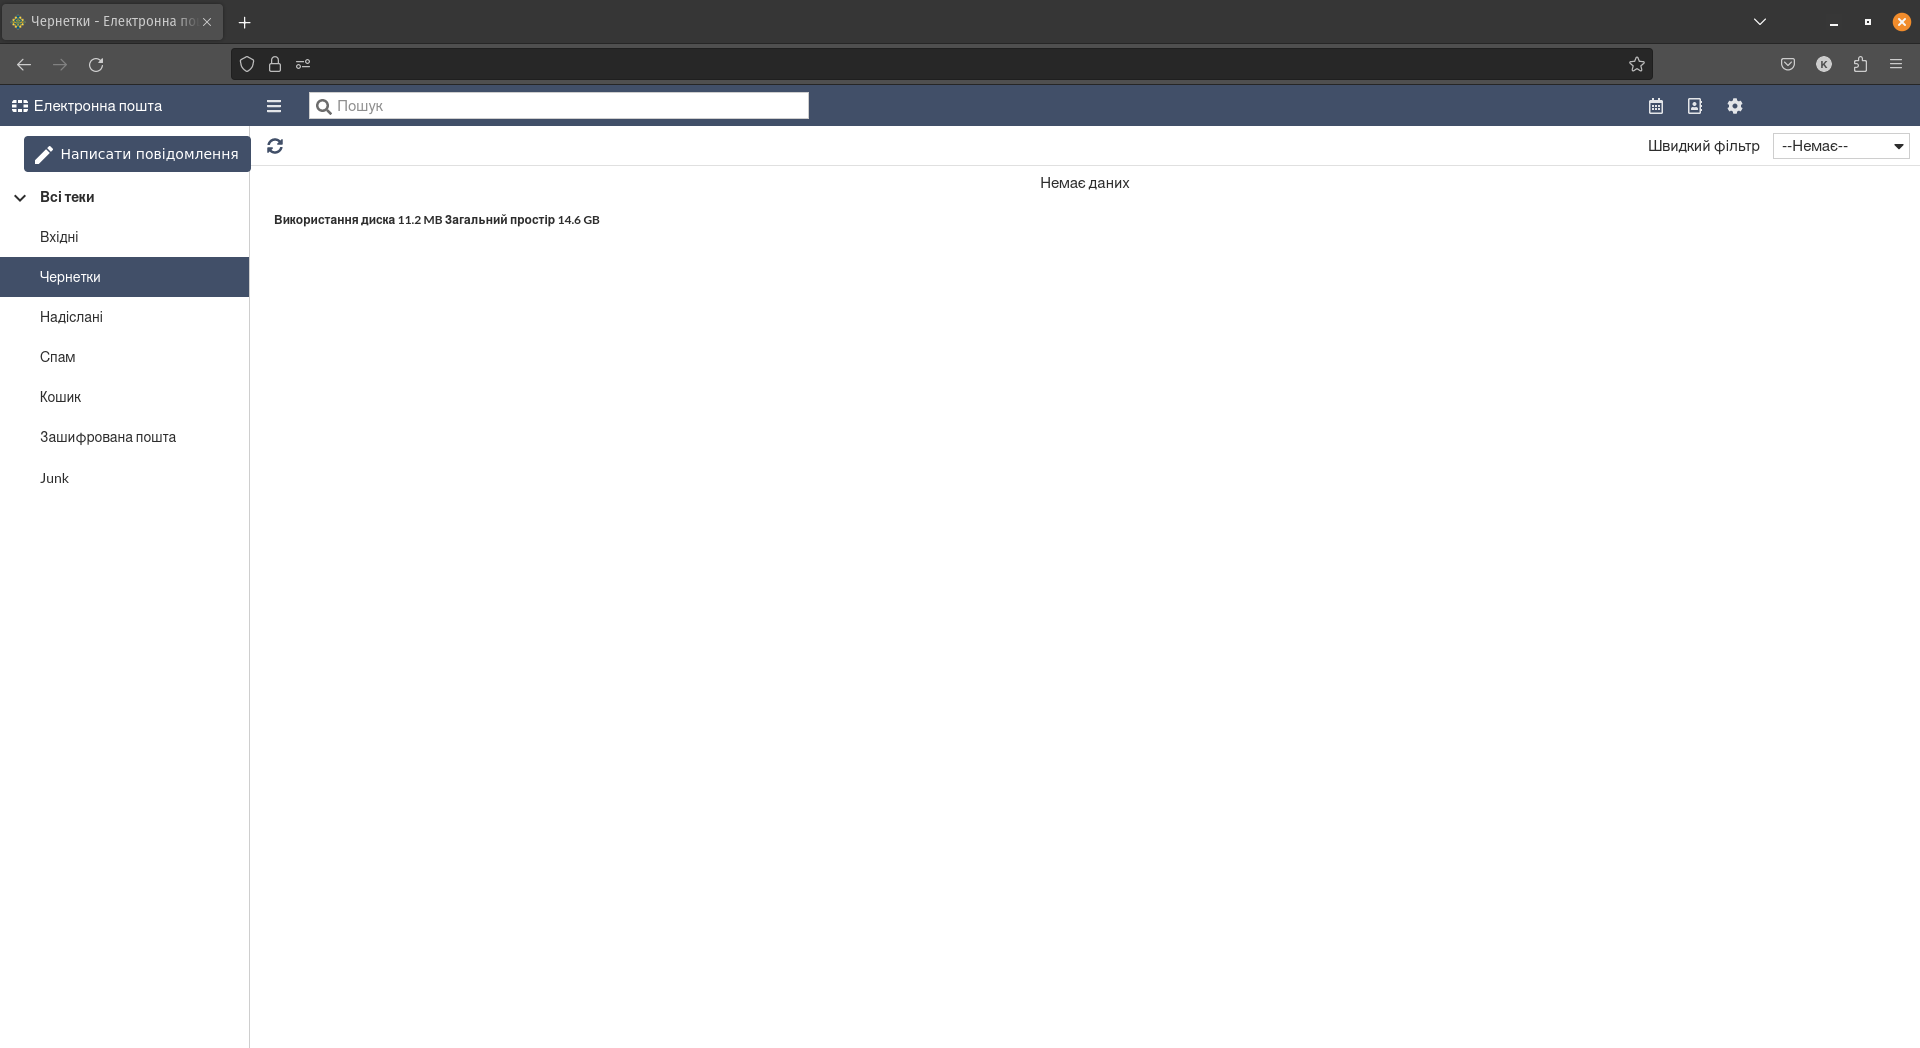 Чернетки - Електронна по
K
Електронна пошта
Пошук
Написати повідомлення
Швидкий фільтр
--Немає--
Всі теки
Немає даних
Використання диска 11.2 MB Загальний простір 14.6 GB
Вхідні
Чернетки
Надіслані
Спам
Кошик
Зашифрована пошта
Junk